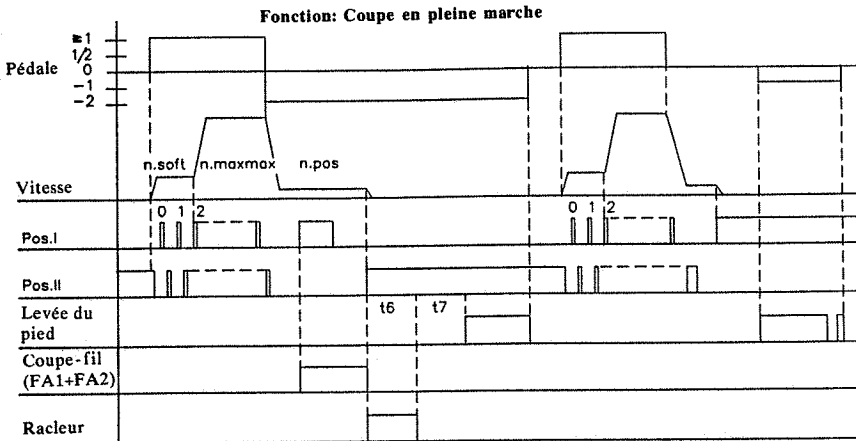 Fonction: Coupe en pleine marche
≧1
1/2
Pédale 0
-1
-2
n.soft n.maxmax n.pos
Vitesse
0 1 2 0 1 2
Pos.I
Pos.II
t6 t7
Levée du
pied
Coupe-fil
(FA1+FA2)
Racleur